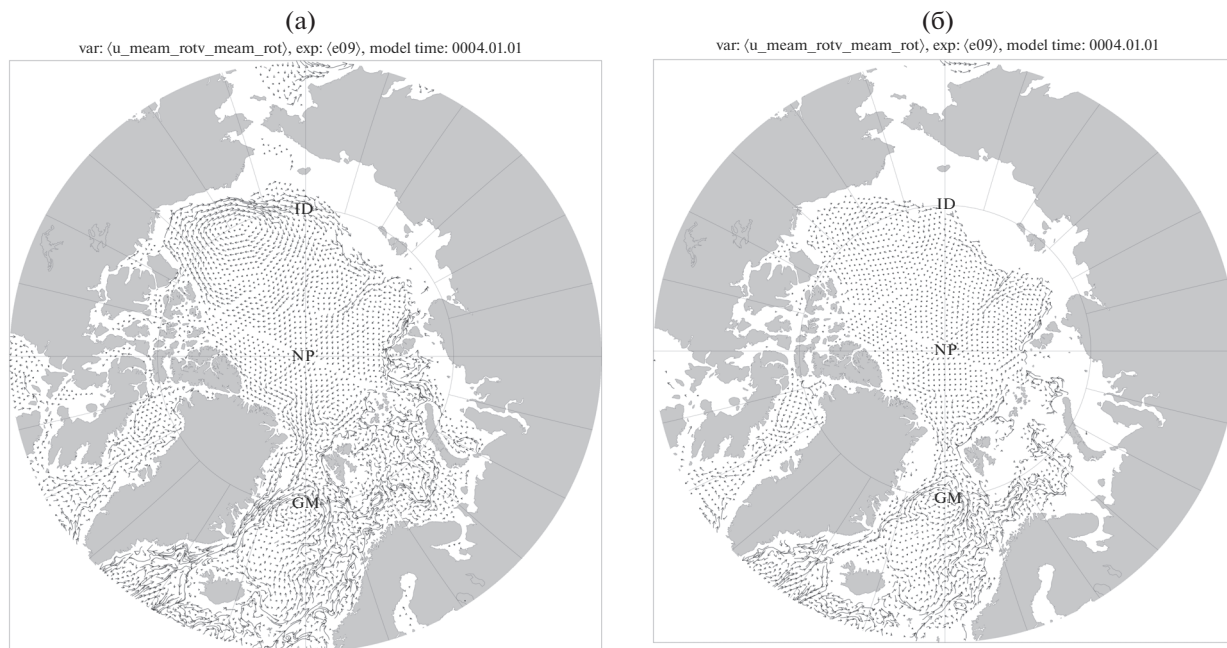 (а)
var: ⟨u_meam_rotv_meam_rot⟩, exp: ⟨e09⟩, model time: 0004.01.01
ID
NP
GM
(б)
var: ⟨u_meam_rotv_meam_rot⟩, exp: ⟨e09⟩, model time: 0004.01.01
ID
NP
GM